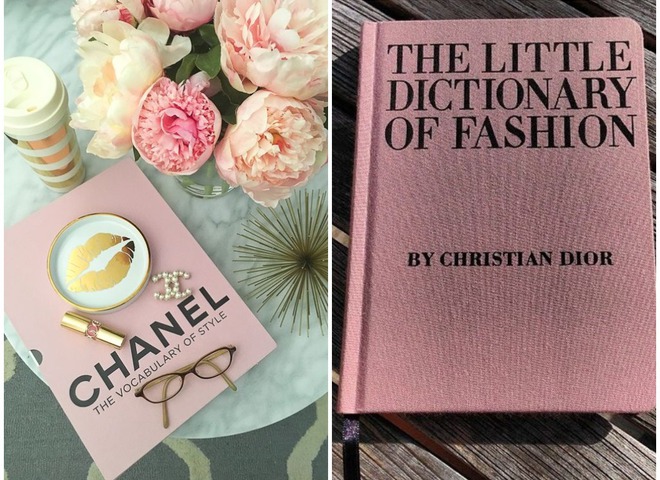 CHANEL
THE VOCABULARY OF STYLE
THE LITTLE
DICTIONARY
OF FASHION
BY CHRISTIAN DIOR